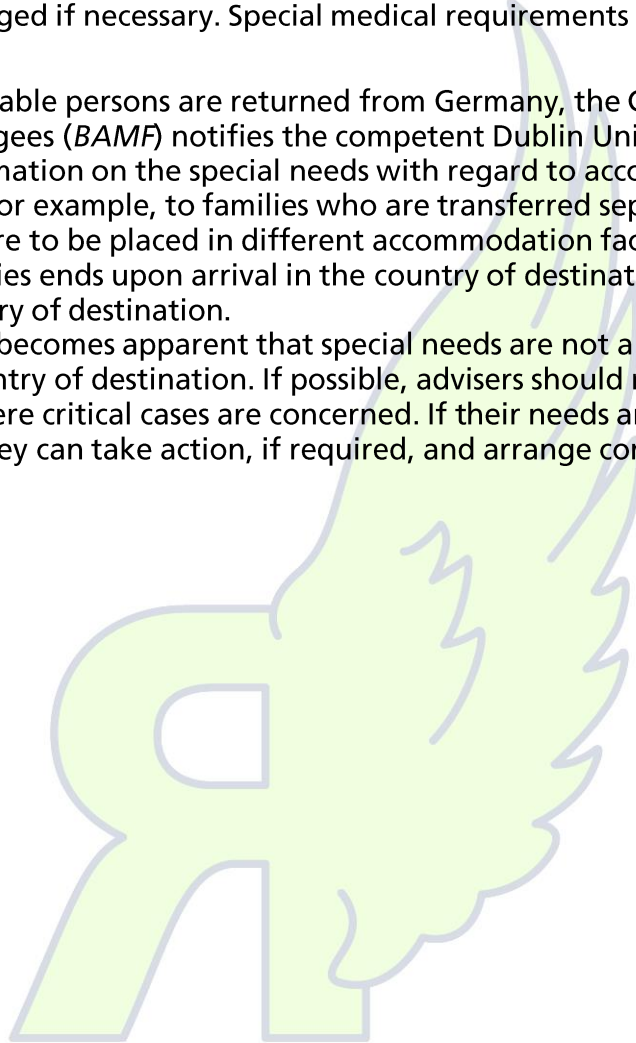 ged if necessary. Special medical requirements
able persons are returned from Germany, the
gees (BAMF) notifies the competent Dublin Uni
mation on the special needs with regard to acco
or example, to families who are transferred sep
re to be placed in different accommodation fac
ies ends upon arrival in the country of destinat
ry of destination.
becomes apparent that special needs are not a
ntry of destination. If possible, advisers should
ere critical cases are concerned. If their needs ar
ey can take action, if required, and arrange con